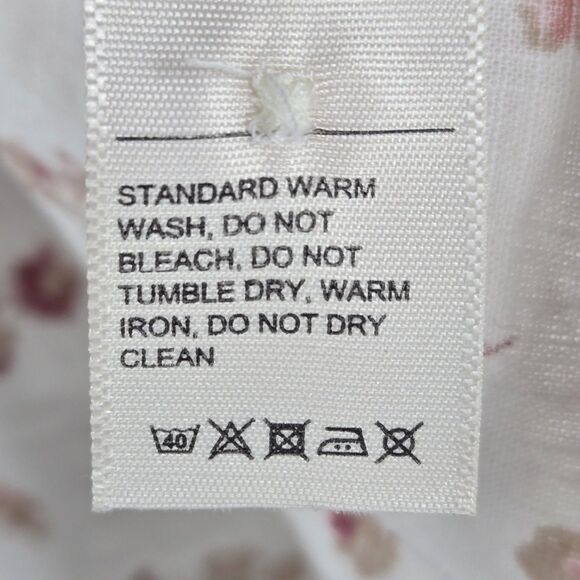 STANDARD WARM
WASH, DO NOT
BLEACH, DO NOT
TUMBLE DRY, WARM
IRON, DO NOT DRY
CLEAN
40